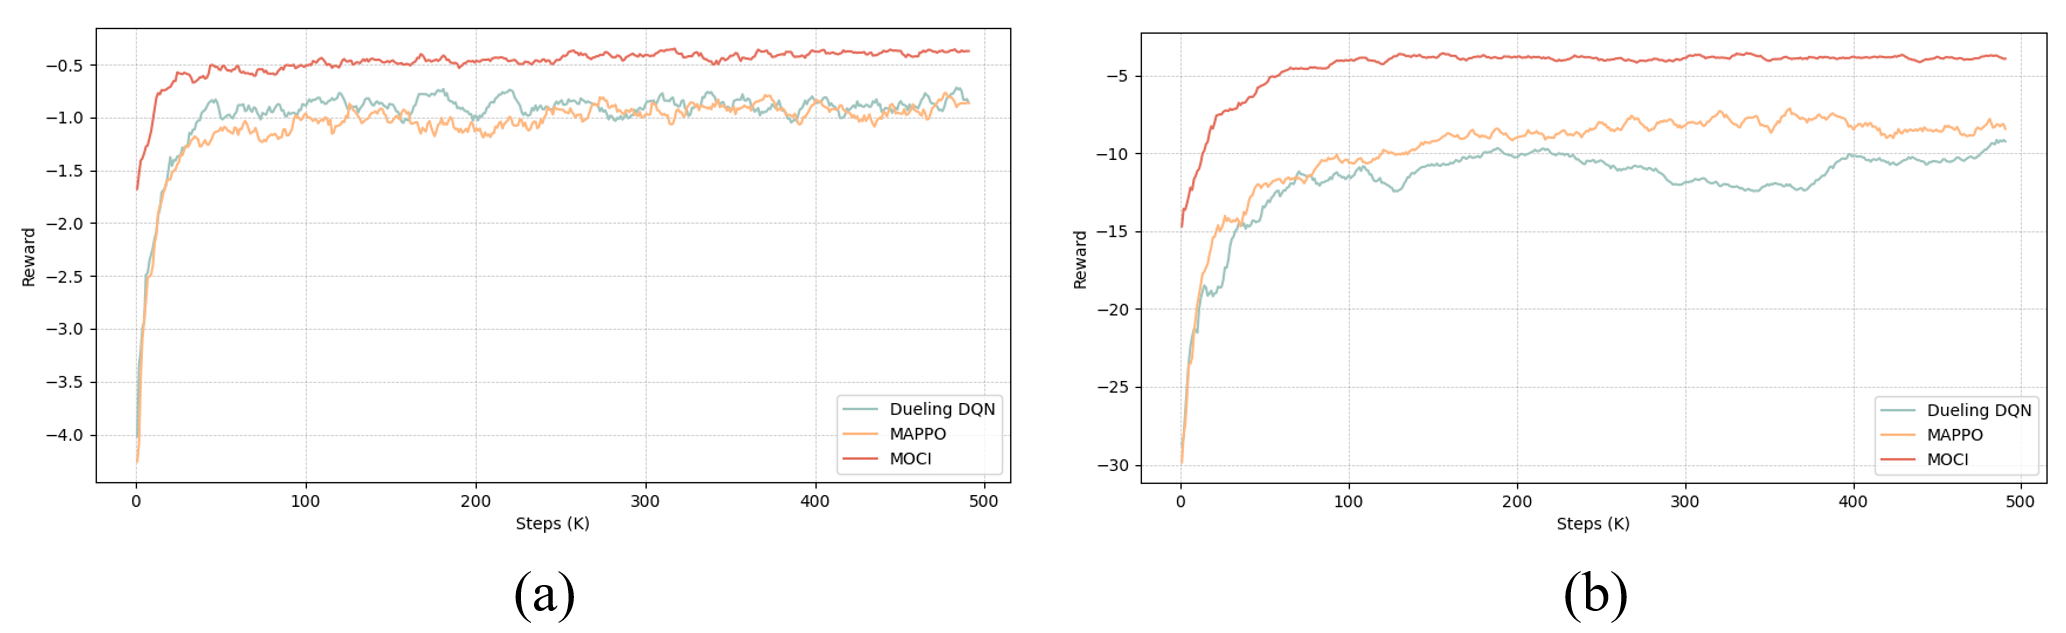 −0.5
−1.0
−1.5
−2.0
−2.5
−3.0
−3.5
−4.0
Reward
0 100 200 300 400 500
Steps (K)
Dueling DQN
MAPPO
MOCI
(a)
−5
−10
−15
−20
−25
−30
Reward
0 100 200 300 400 500
Steps (K)
Dueling DQN
MAPPO
MOCI
(b)